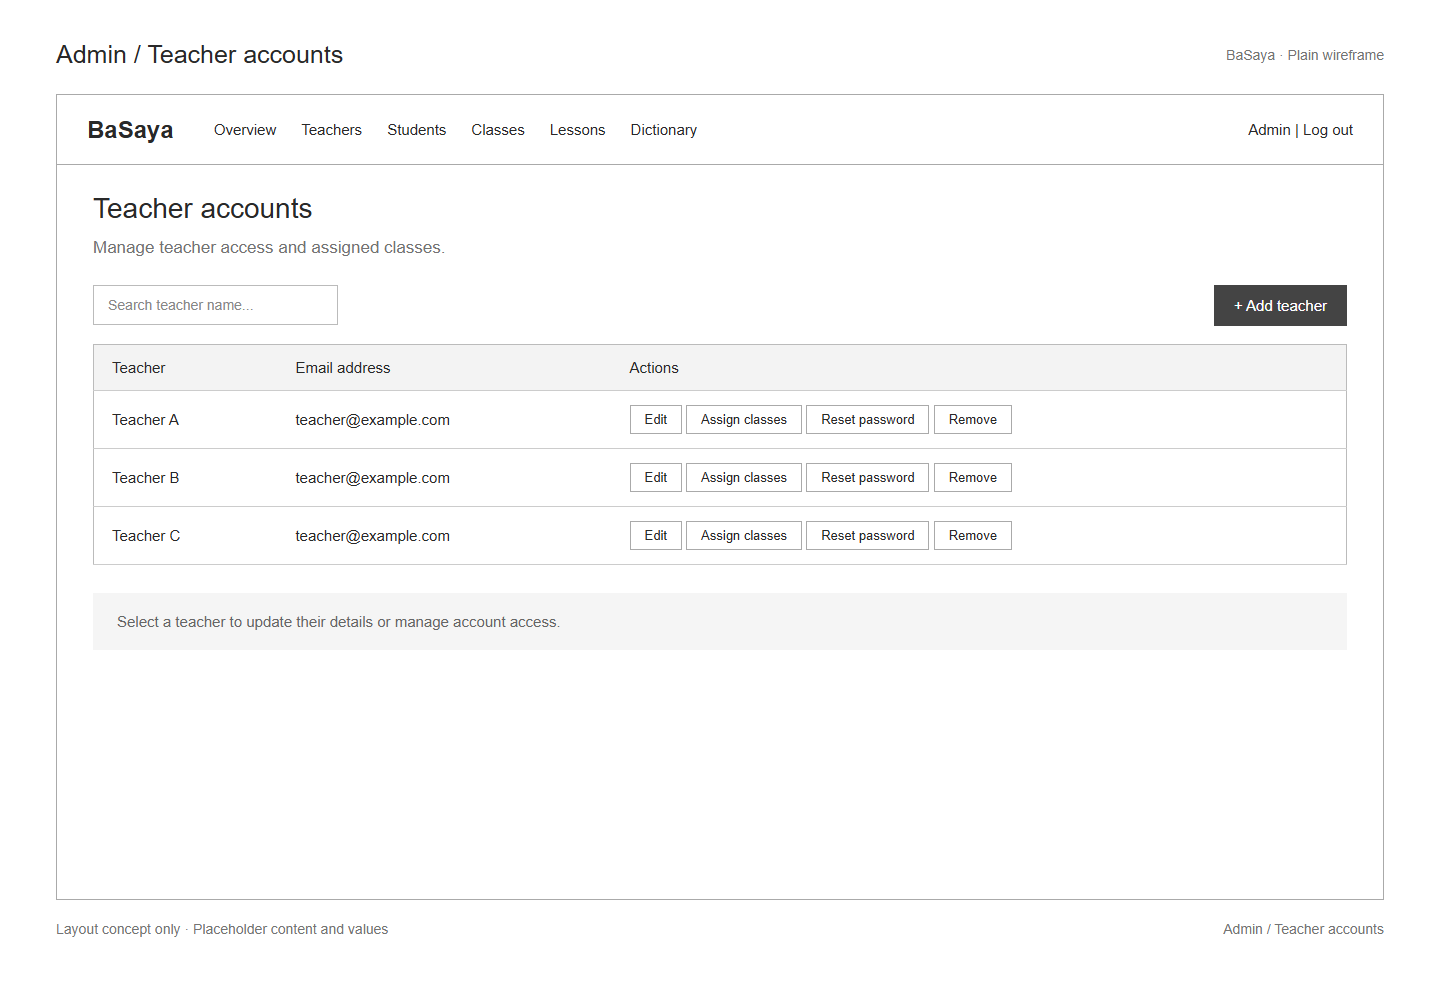 Admin / Teacher accounts
BaSaya · Plain wireframe
BaSaya Overview Teachers Students Classes Lessons Dictionary Admin | Log out
Teacher accounts
Manage teacher access and assigned classes.
Search teacher name...
+ Add teacher
Teacher Email address Actions
Teacher A teacher@example.com Edit Assign classes Reset password Remove
Teacher B teacher@example.com Edit Assign classes Reset password Remove
Teacher C teacher@example.com Edit Assign classes Reset password Remove
Select a teacher to update their details or manage account access.
Layout concept only · Placeholder content and values
Admin / Teacher accounts